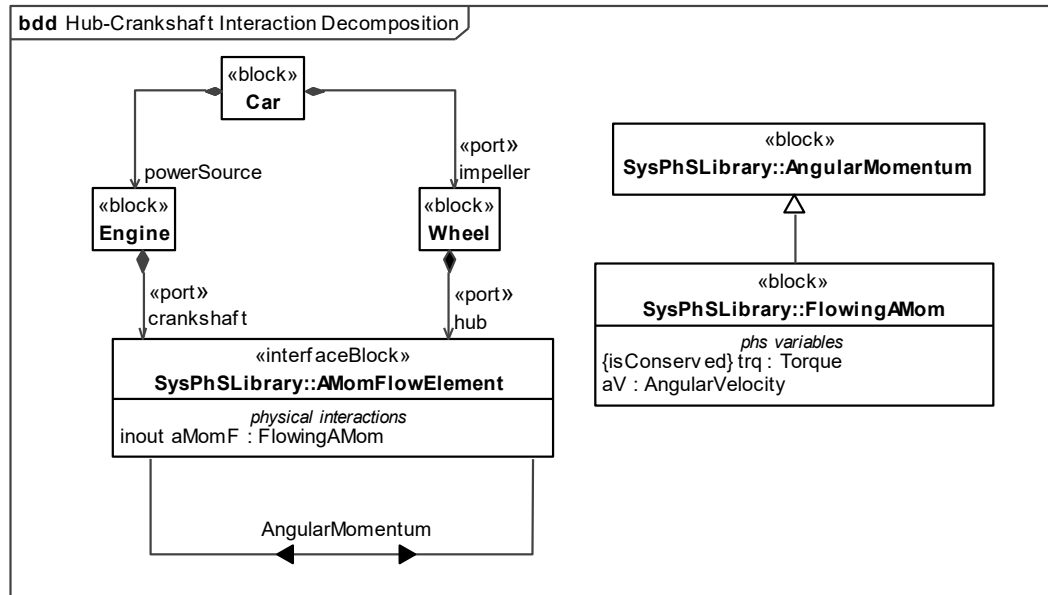 bdd Hub-Crankshaft Interaction Decomposition
«block»
Car
powerSource
«port»
impeller
«block»
Engine
«block»
Wheel
«port»
crankshaft
«port»
hub
«interfaceBlock»
SysPhSLibrary::AMomFlowElement
physical interactions
inout aMomF : FlowingAMom
AngularMomentum
«block»
SysPhSLibrary::AngularMomentum
«block»
SysPhSLibrary::FlowingAMom
phs variables
{isConserved} trq : Torque
aV : AngularVelocity